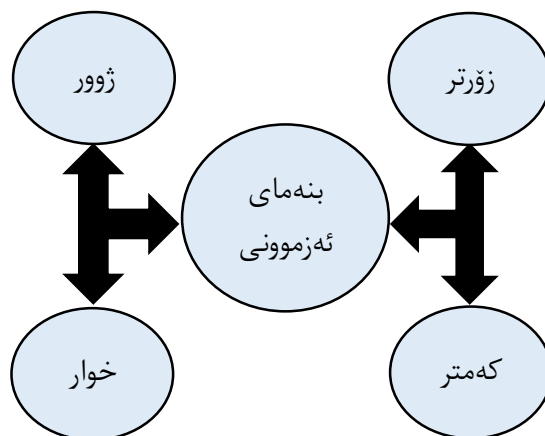 زۆرتر
ژوور
بنەمای
ئەزموونی
کەمتر
خوار